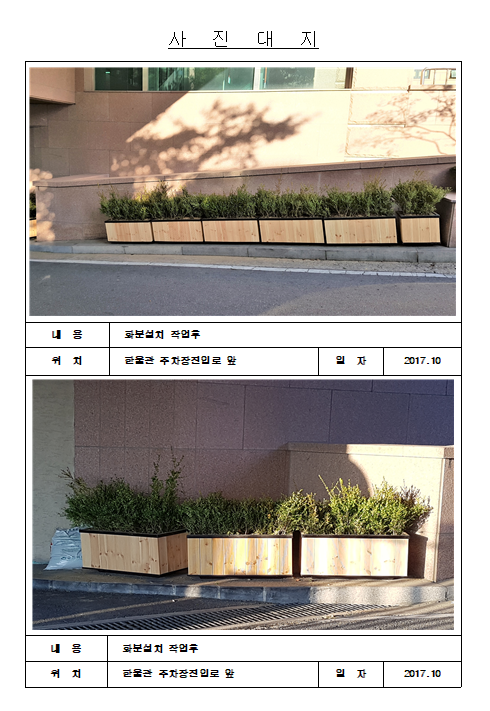 사 진 대 지
내 용 화분설치 작업후
위 치 한울관 주차장진입로 앞 일 자 2017.10
내 용 화분설치 작업후
위 치 한울관 주차장진입로 앞 일 자 2017.10